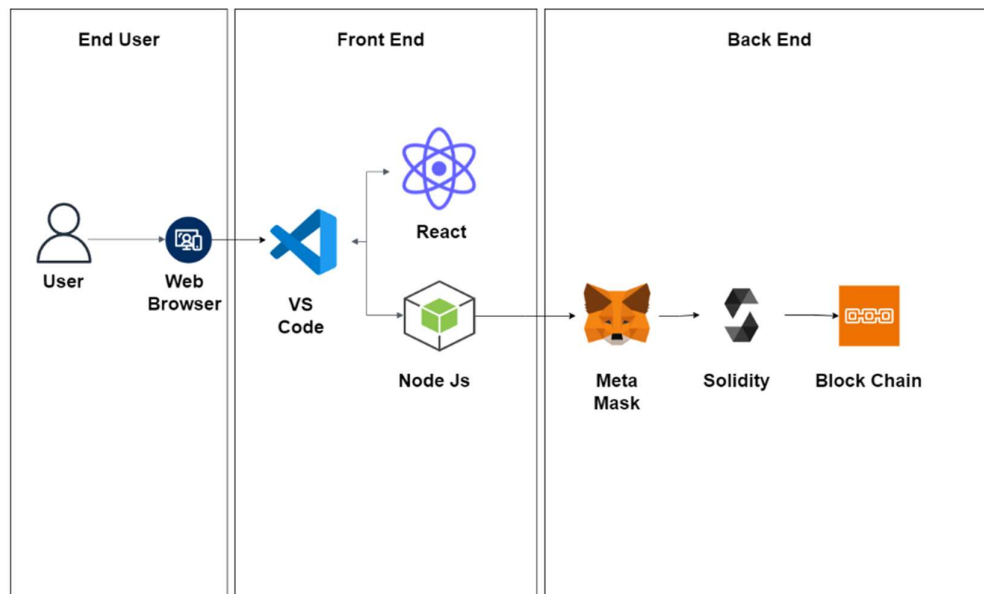 End User
Front End
Back End
React
User
Web
Browser
VS
Code
Node Js
Meta
Mask
Solidity
Block Chain